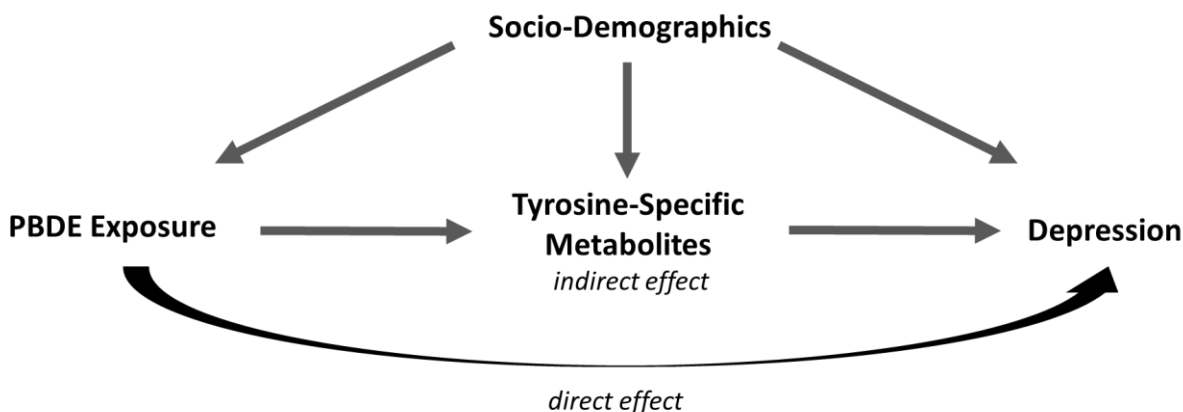 Socio-Demographics
PBDE Exposure
Tyrosine-Specific
Metabolites
indirect effect
Depression
direct effect